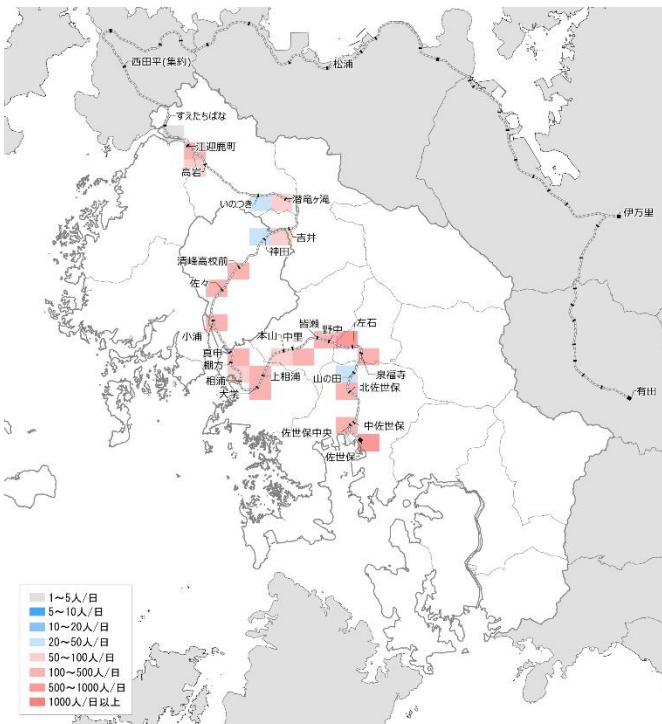 西田平(集約)
松浦
すえたちばな
江迎鹿町
高岩
いのつき
潜竜ヶ滝
伊万里
吉井
神田
清峰高校前
佐々
小浦
皆瀬
野中
左石
本山
中里
真申
棚方
相浦
大学
上相浦
山の田
泉福寺
北佐世保
有田
佐世保中央
中佐世保
佐世保
1~5人/日
5~10人/日
10~20人/日
20~50人/日
50~100人/日
100~500人/日
500~1000人/日
1000人/日以上